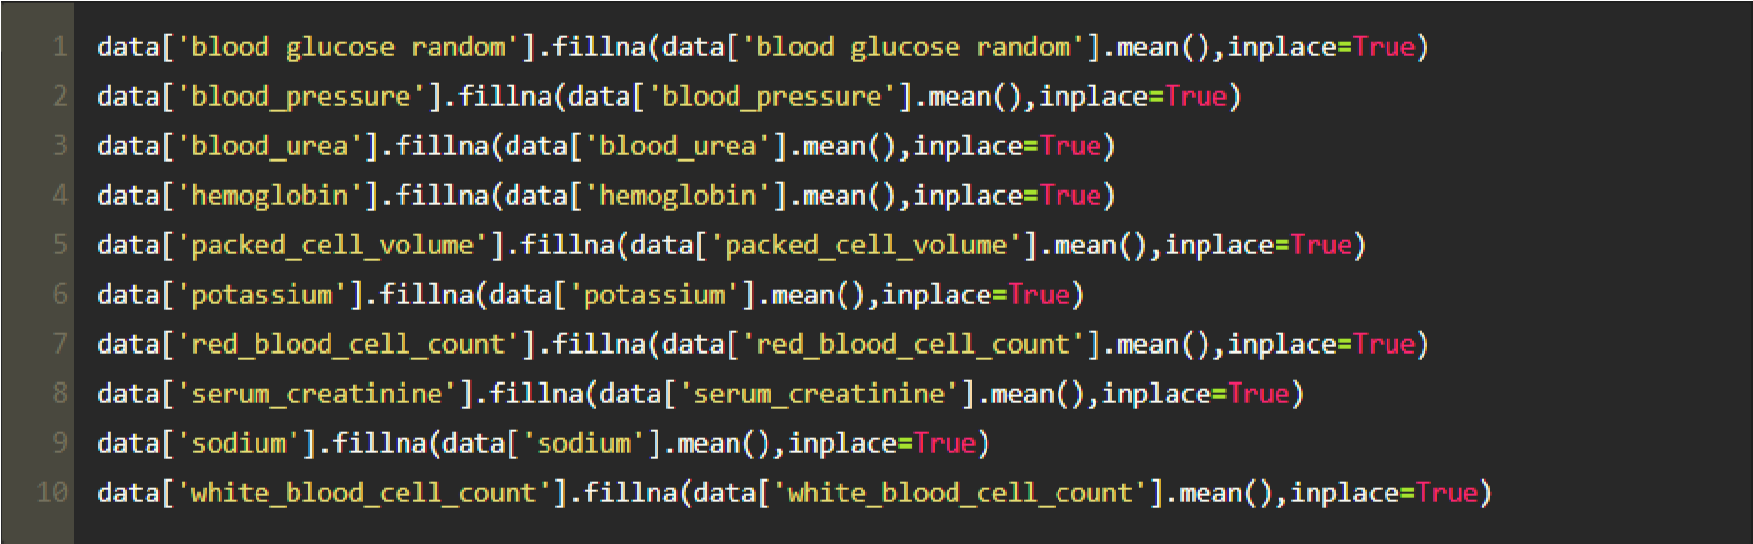 1 data['blood glucose random'].fillna(data['blood glucose random'].mean(),inplace=True)
2 data['blood_pressure'].fillna(data['blood_pressure'].mean(),inplace=True)
3 data['blood_urea'].fillna(data['blood_urea'].mean(),inplace=True)
4 data['hemoglobin'].fillna(data['hemoglobin'].mean(),inplace=True)
5 data['packed_cell_volume'].fillna(data['packed_cell_volume'].mean(),inplace=True)
6 data['potassium'].fillna(data['potassium'].mean(),inplace=True)
7 data['red_blood_cell_count'].fillna(data['red_blood_cell_count'].mean(),inplace=True)
8 data['serum_creatinine'].fillna(data['serum_creatinine'].mean(),inplace=True)
9 data['sodium'].fillna(data['sodium'].mean(),inplace=True)
10 data['white_blood_cell_count'].fillna(data['white_blood_cell_count'].mean(),inplace=True)